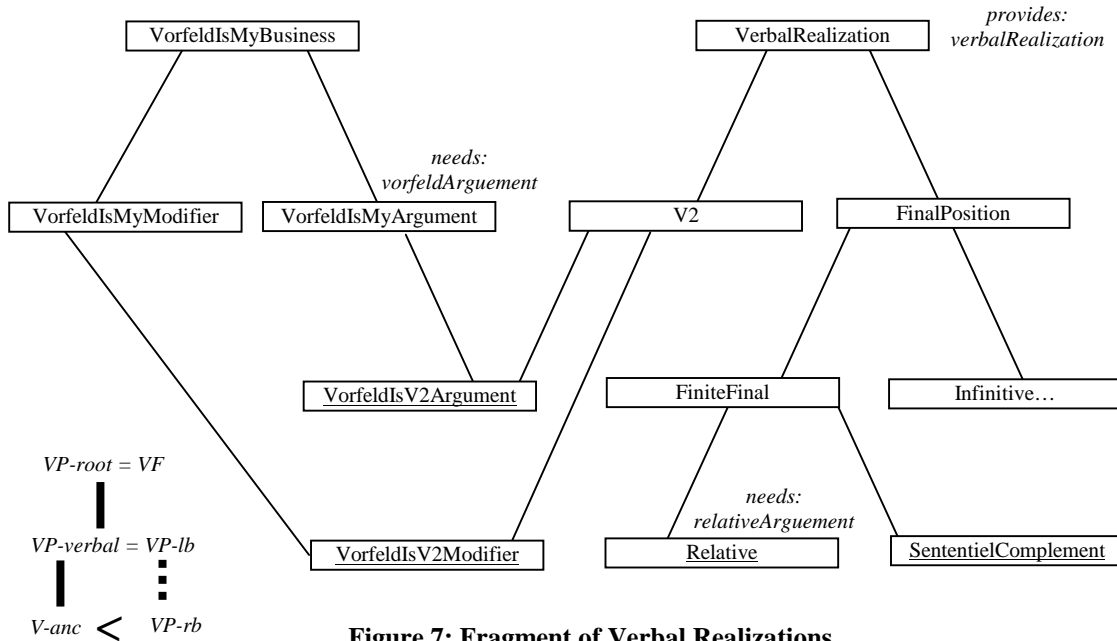 provides:
verbalRealization
VorfeldIsMyBusiness
VerbalRealization
needs:
vorfeldArguement
VorfeldIsMyModifier
VorfeldIsMyArgument
V2
FinalPosition
VorfeldIsV2Argument
FiniteFinal
Infinitive…
VP-root = VF
needs:
relativeArguement
VP-verbal = VP-lb
VorfeldIsV2Modifier
Relative
SententielComplement
V-anc < VP-rb
Figure 7: Fragment of Verbal Realizations